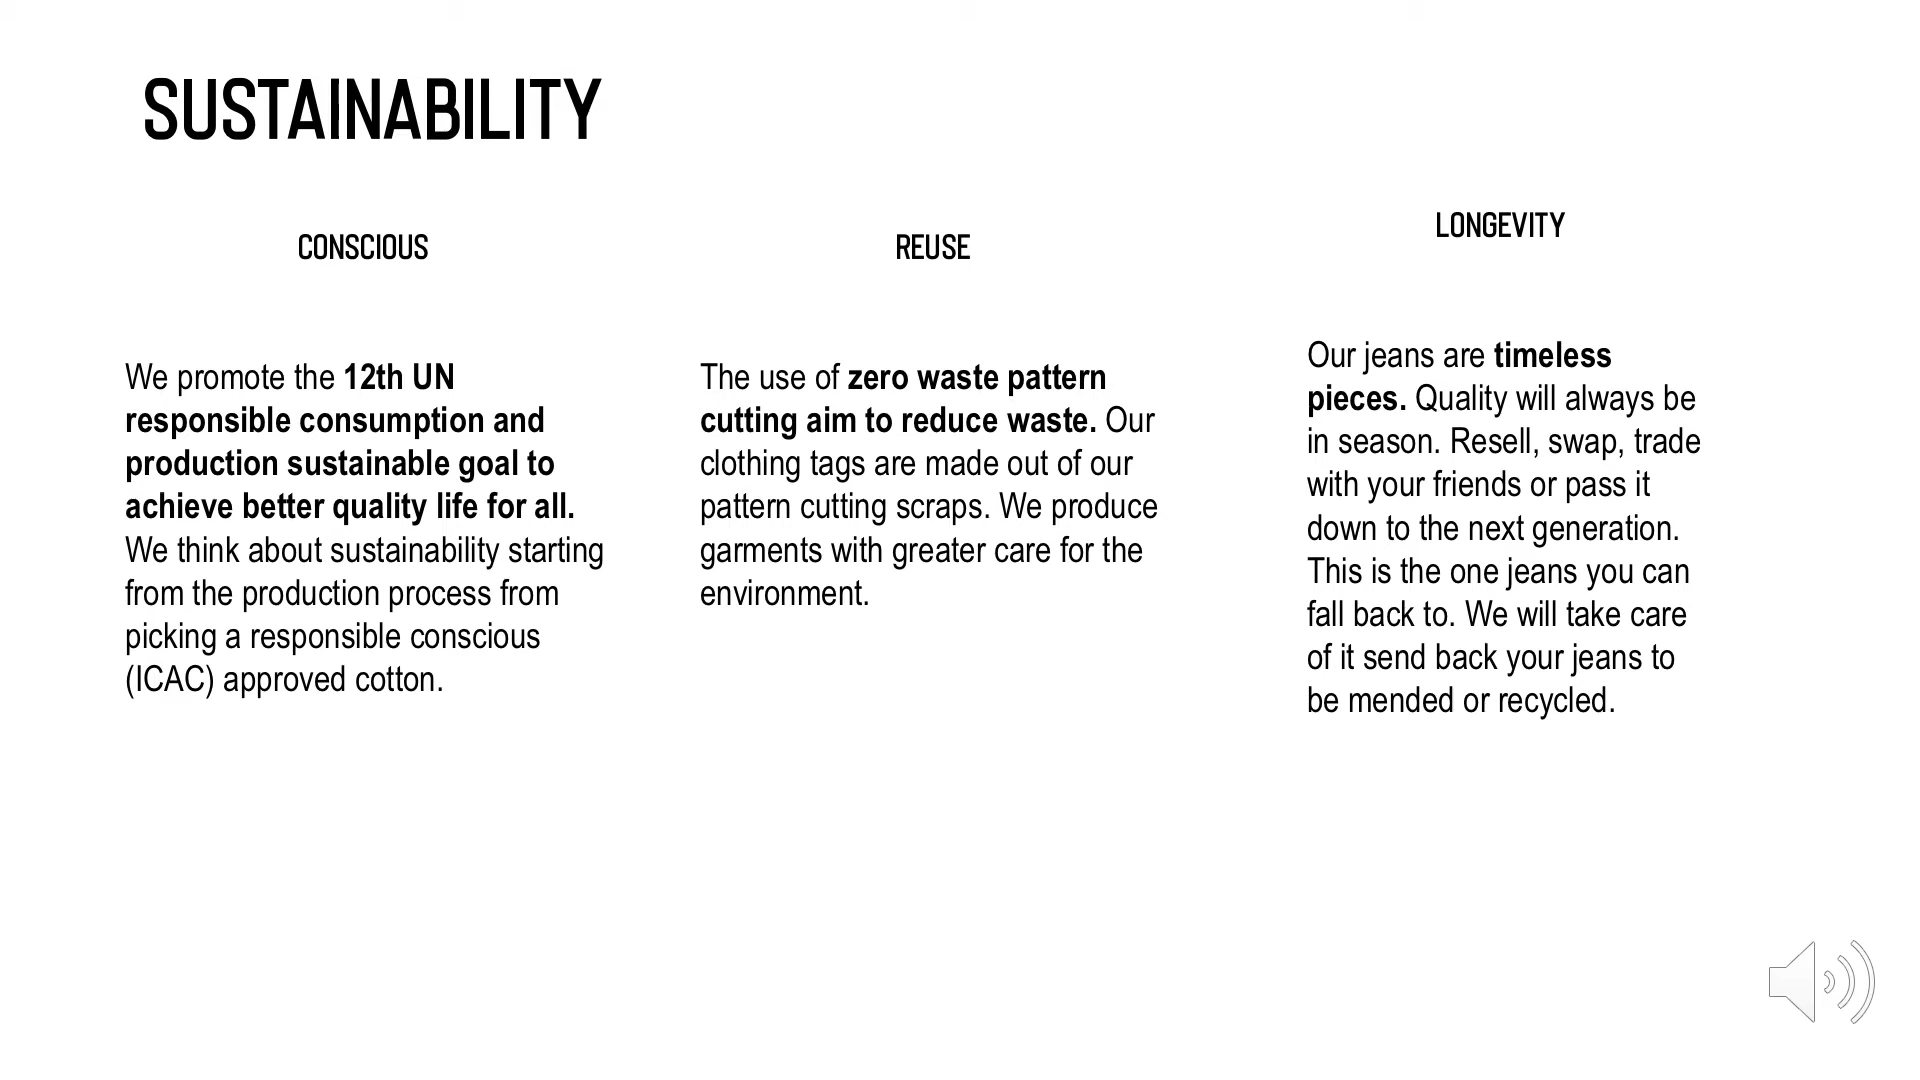 SUSTAINABILITY
CONSCIOUS
We promote the 12th UN
responsible consumption and
production sustainable goal to
achieve better quality life for all.
We think about sustainability starting
from the production process from
picking a responsible conscious
(ICAC) approved cotton.
REUSE
The use of zero waste pattern
cutting aim to reduce waste. Our
clothing tags are made out of our
pattern cutting scraps. We produce
garments with greater care for the
environment.
LONGEVITY
Our jeans are timeless
pieces. Quality will always be
in season. Resell, swap, trade
with your friends or pass it
down to the next generation.
This is the one jeans you can
fall back to. We will take care
of it send back your jeans to
be mended or recycled.